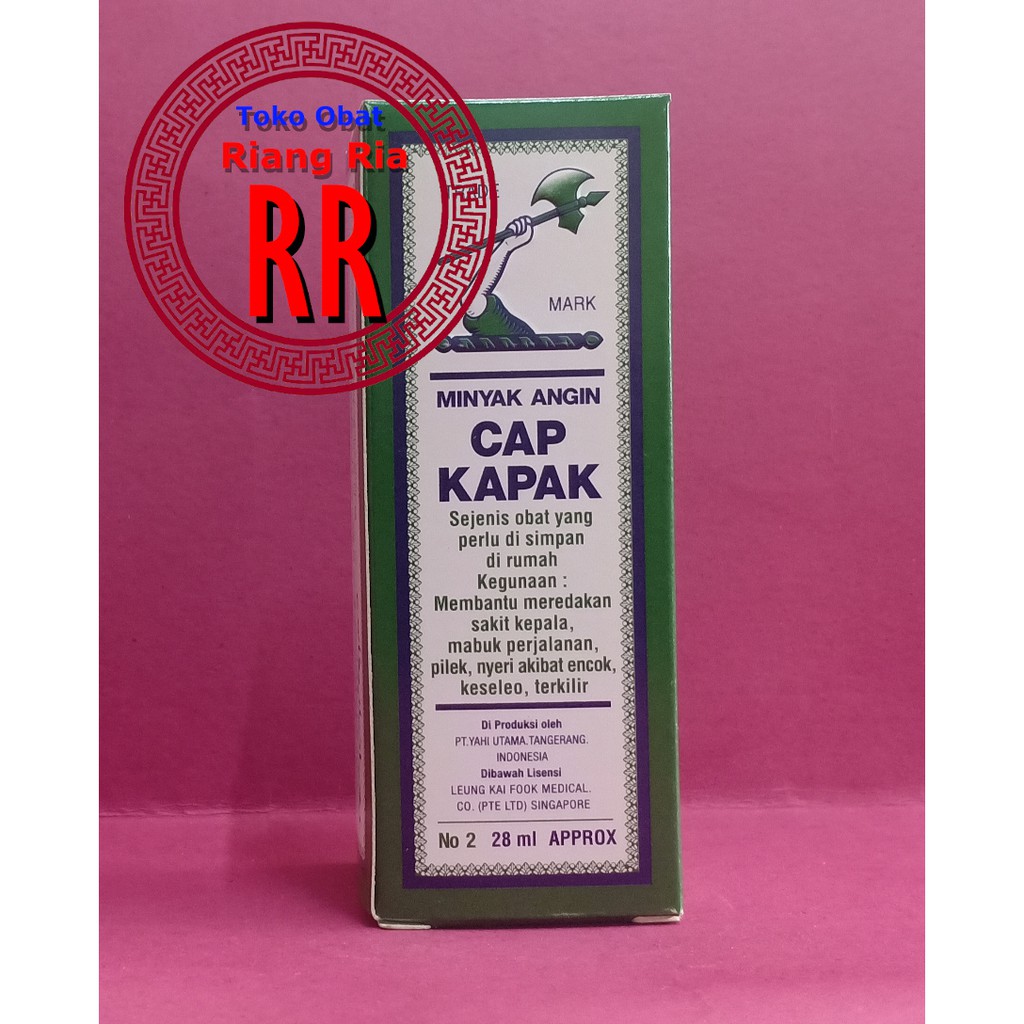 Toko Obat
Riang Ria
RR
TRADE
MARK
MINYAK ANGIN
CAP
KAPAK
Sejenis obat yang
perlu di simpan
di rumah
Kegunaan :
Membantu meredakan
sakit kepala,
mabuk perjalanan,
pilek, nyeri akibat encok,
keseleo, terkilir
Di Produksi oleh
PT.YAHI UTAMA.TANGERANG.
INDONESIA
Dibawah Lisensi
LEUNG KAI FOOK MEDICAL.
CO. (PTE LTD) SINGAPORE
No 2 28 ml APPROX